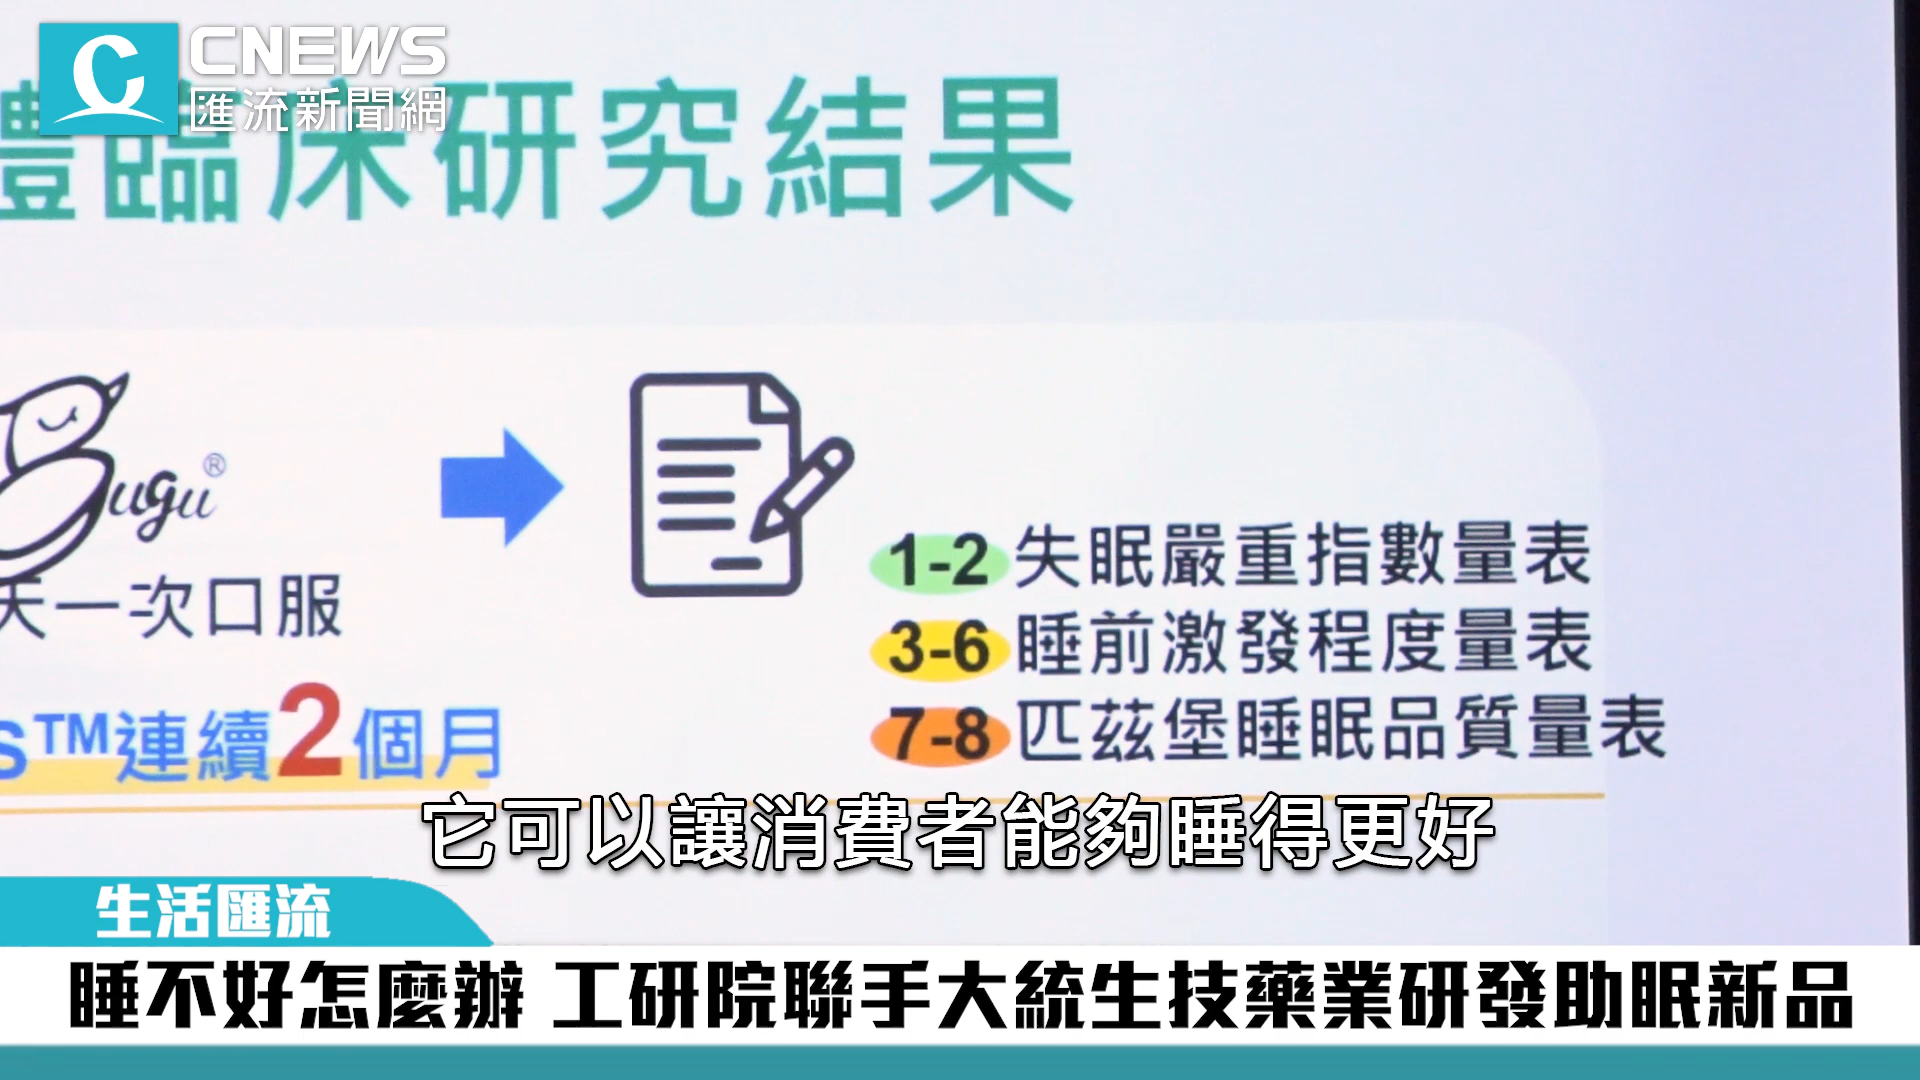 CNEWS
匯流新聞網
體臨床研究結果
Gugu®
天一次口服
1-2 失眠嚴重指數量表
3-6 睡前激發程度量表
7-8 匹茲堡睡眠品質量表
S™連續2個月
它可以讓消費者能夠睡得更好
生活匯流
睡不好怎麼辦 工研院聯手大統生技藥業研發助眠新品